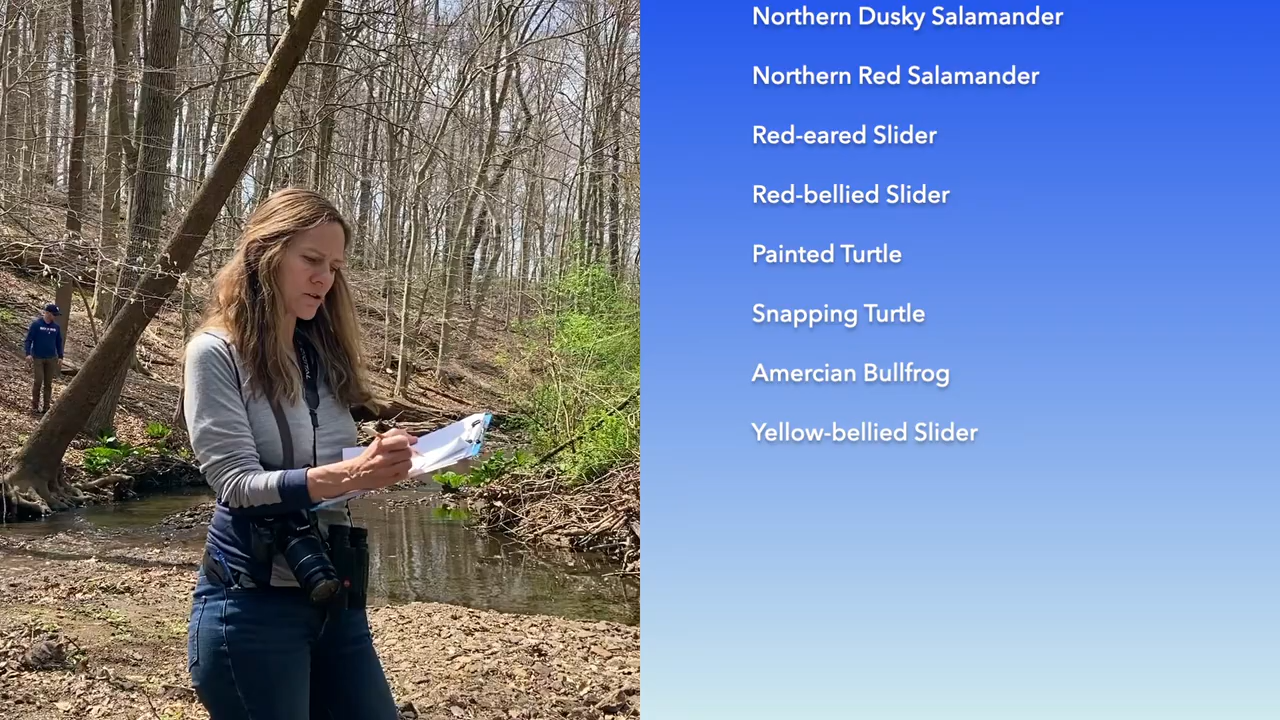 Northern Dusky Salamander
Northern Red Salamander
Red-eared Slider
Red-bellied Slider
Painted Turtle
Snapping Turtle
Amercian Bullfrog
Yellow-bellied Slider